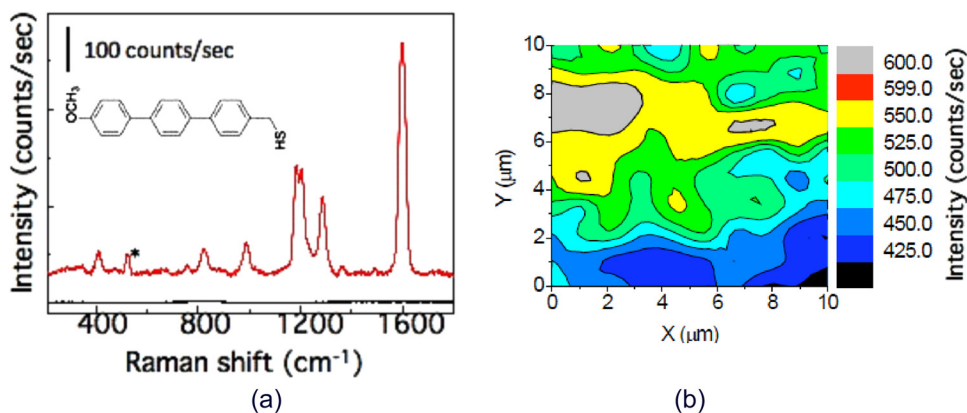 100 counts/sec
OCH3
HS
*
Intensity (counts/sec)
400 800 1200 1600
Raman shift (cm-1)
(a)
10
8
6
4
2
0
Y (μm)
0 2 4 6 8 10
X (μm)
600.0
599.0
550.0
525.0
500.0
475.0
450.0
425.0
Intensity (counts/sec)
(b)